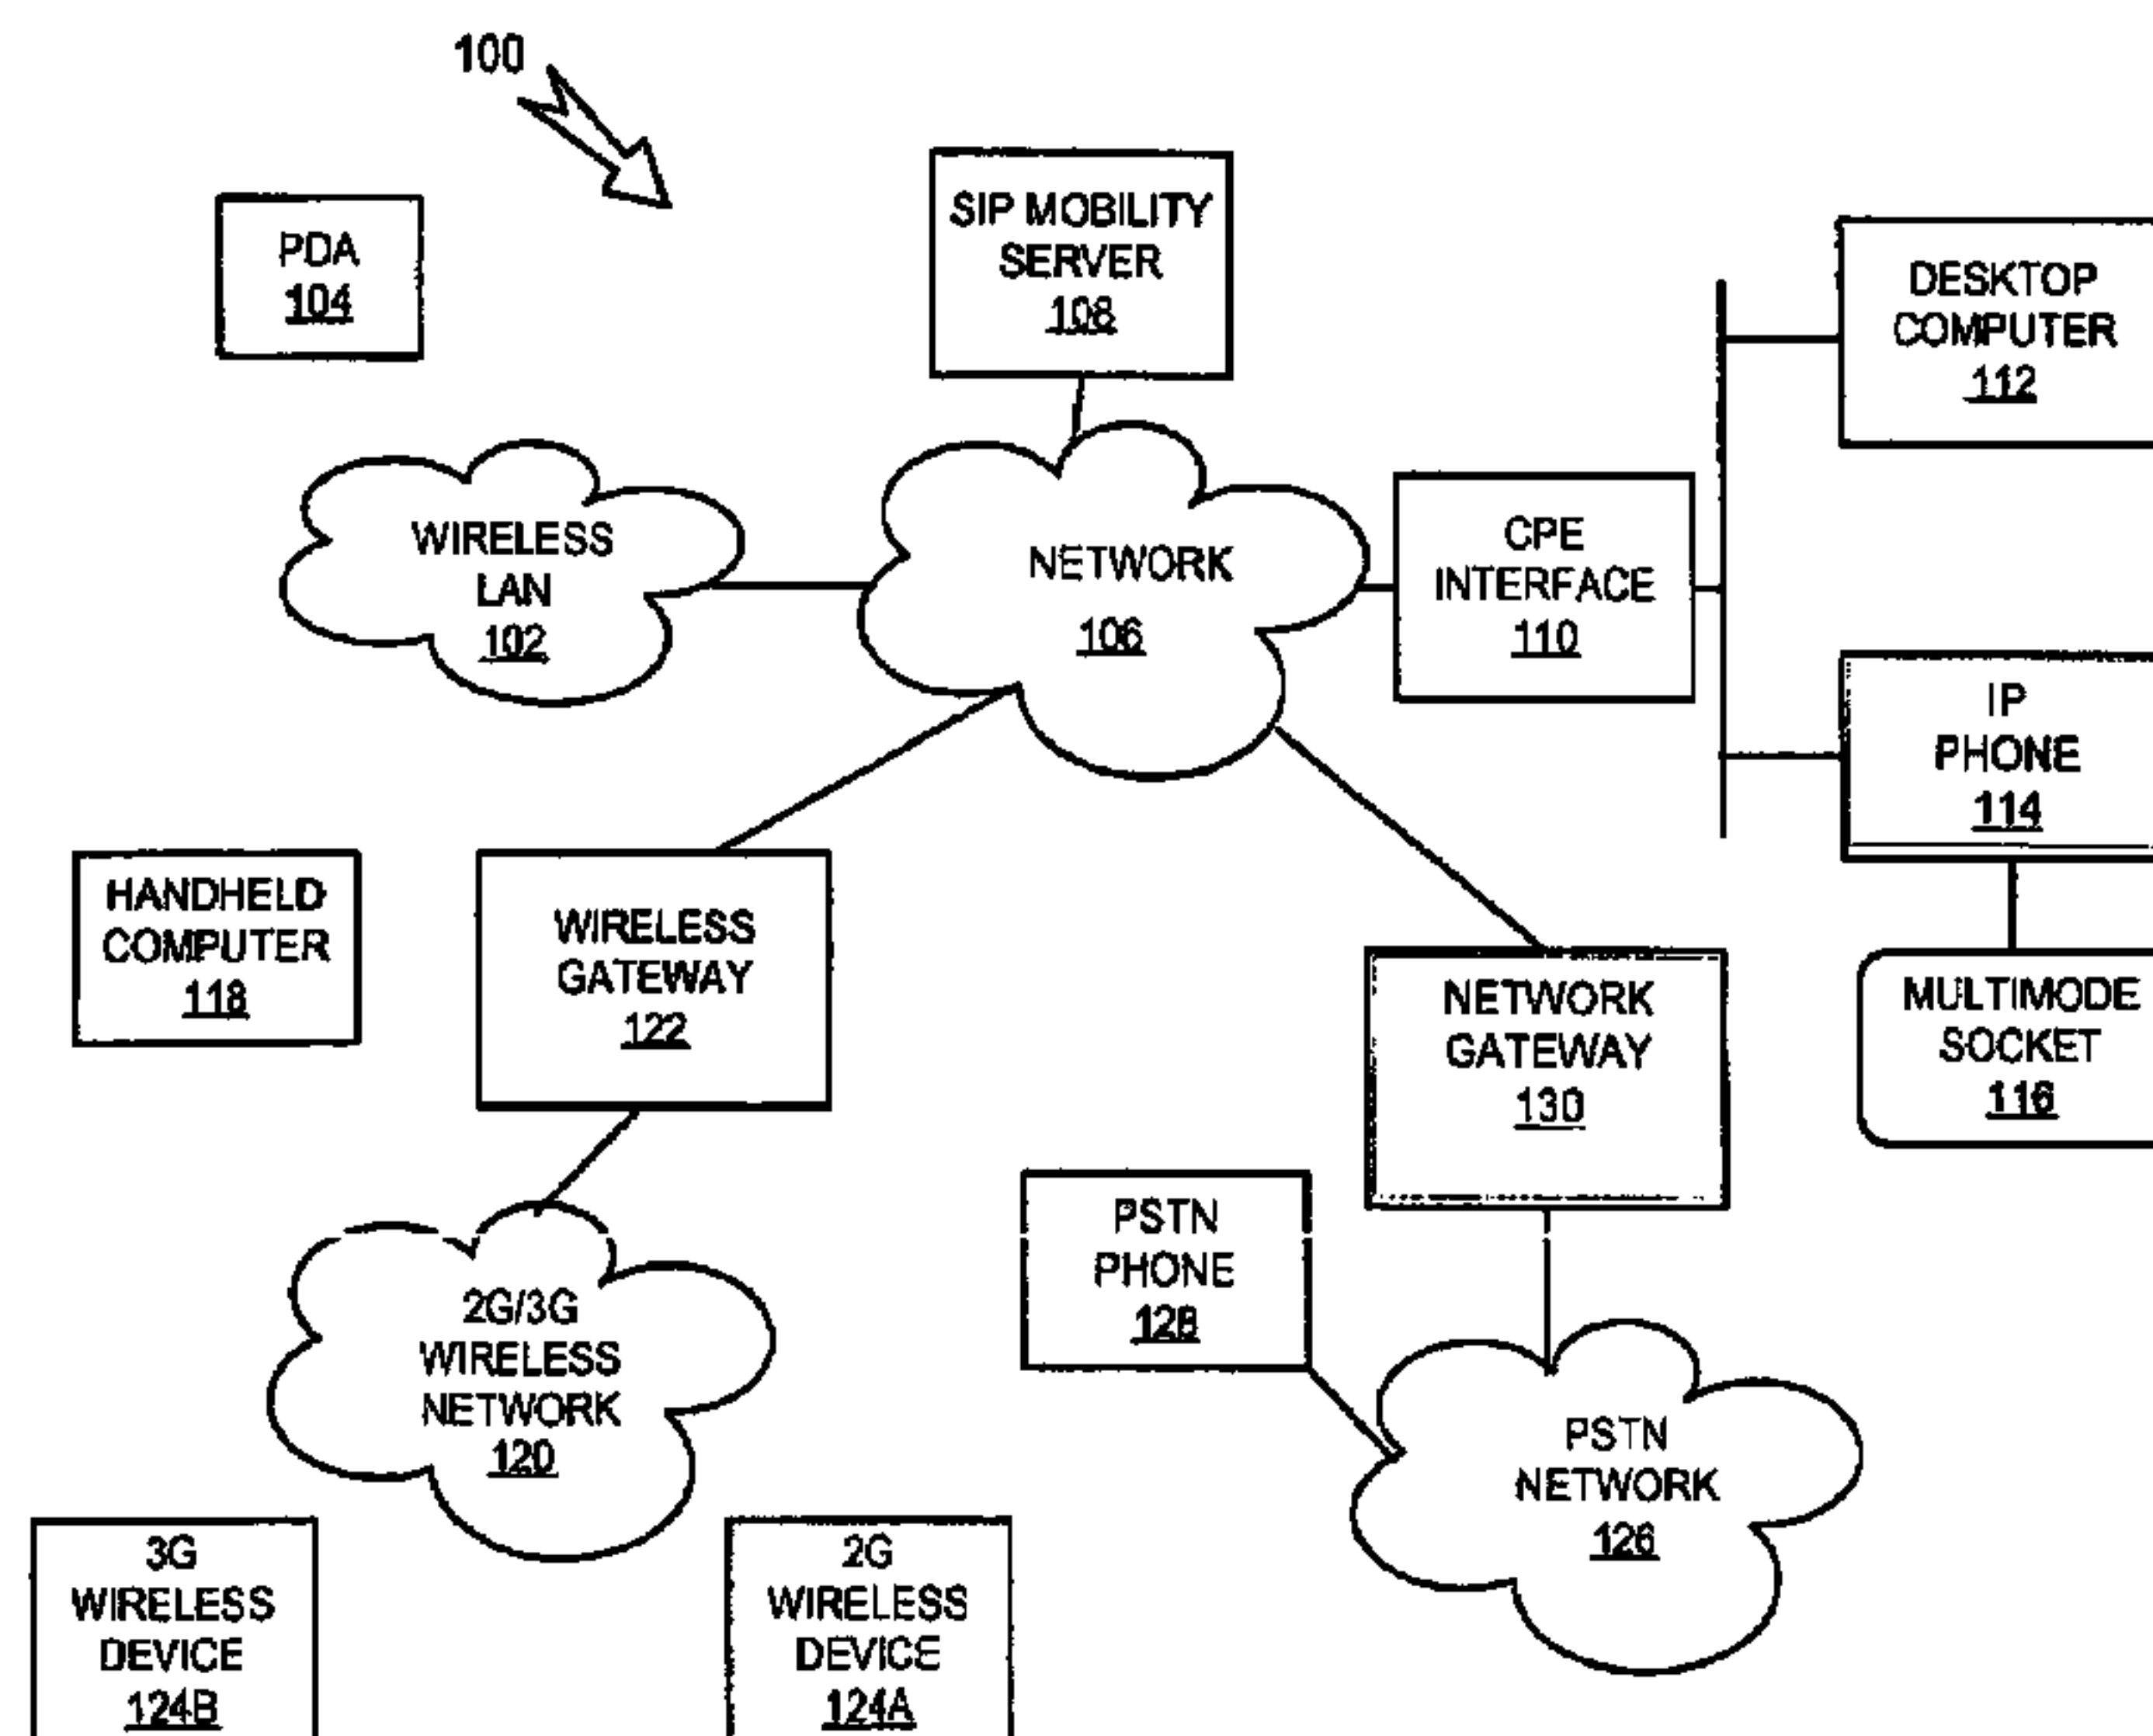 100
PDA
104
SIP MOBILITY
SERVER
108
DESKTOP
COMPUTER
112
WIRELESS
LAN
102
NETWORK
106
CPE
INTERFACE
110
IP
PHONE
114
HANDHELD
COMPUTER
118
WIRELESS
GATEWAY
122
NETWORK
GATEWAY
130
MULTIMODE
SOCKET
116
PSTN
PHONE
128
2G/3G
WIRELESS
NETWORK
120
PSTN
NETWORK
126
3G
WIRELESS
DEVICE
124B
2G
WIRELESS
DEVICE
124A